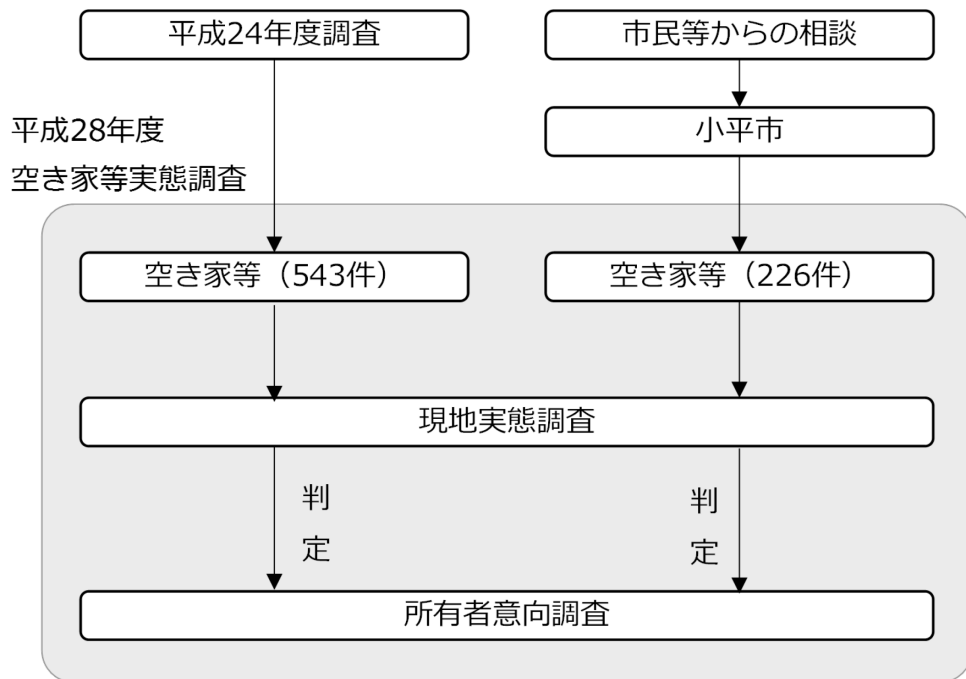 平成24年度調査
市民等からの相談
小平市
平成28年度
空き家等実態調査
空き家等（543件）
空き家等（226件）
現地実態調査
判定
判定
所有者意向調査